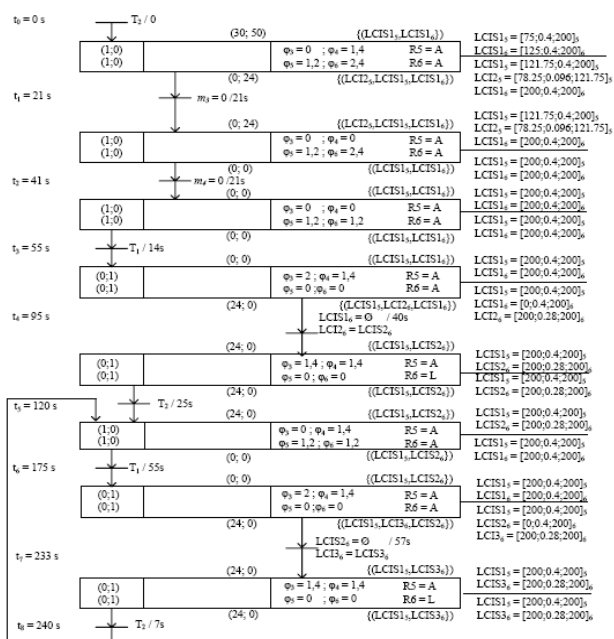 t₀ = 0 s
T₂ / 0
(30; 50)
{(LCIS1₅,LCIS1₆)}
LCIS1₅ = [75;0.4;200]₅
(1;0)
(1;0)
φ₃ = 0 ; φ₄ = 1,4 R5 = A
φ₅ = 1,2 ; φ₆ = 2,4 R6 = A
LCIS1₆ = [125;0.4;200]₆
LCIS1₅ = [121.75;0.4;200]₅
LCI2₅ = [78.25;0.096;121.75]₅
LCIS1₆ = [200;0.4;200]₆
(0; 24)
{(LCI2₅,LCIS1₅,LCIS1₆)}
t₁ = 21 s
m₃ = 0 /21s
(0; 24)
{(LCI2₅,LCIS1₅,LCIS1₆)}
LCIS1₅ = [121.75;0.4;200]₅
LCI2₅ = [78.25;0.096;121.75]₅
LCIS1₆ = [200;0.4;200]₆
(1;0)
(1;0)
φ₃ = 0 ; φ₄ = 0 R5 = A
φ₅ = 1,2 ; φ₆ = 2,4 R6 = A
LCIS1₅ = [200;0.4;200]₅
LCIS1₆ = [200;0.4;200]₆
(0; 0)
{(LCIS1₅,LCIS1₆)}
t₂ = 41 s
m₄ = 0 /21s
(0; 0)
{(LCIS1₅,LCIS1₆)}
LCIS1₅ = [200;0.4;200]₅
LCIS1₆ = [200;0.4;200]₆
(1;0)
(1;0)
φ₃ = 0 ; φ₄ = 0 R5 = A
φ₅ = 1,2 ; φ₆ = 1,2 R6 = A
LCIS1₅ = [200;0.4;200]₅
LCIS1₆ = [200;0.4;200]₆
(0; 0)
{(LCIS1₅,LCIS1₆)}
t₃ = 55 s
T₁ / 14s
(0; 0)
{(LCIS1₅,LCIS1₆)}
LCIS1₅ = [200;0.4;200]₅
LCIS1₆ = [200;0.4;200]₆
(0;1)
(0;1)
φ₃ = 2 ; φ₄ = 1,4 R5 = A
φ₅ = 0 ;φ₆ = 0 R6 = A
LCIS1₅ = [200;0.4;200]₅
LCIS1₆ = [0;0.4;200]₆
LCI2₆ = [200;0.28;200]₆
(24; 0)
{(LCIS1₅,LCI2₆,LCIS1₆)}
t₄ = 95 s
LCIS1₆ = Ø / 40s
LCI2₆ = LCIS2₆
(24; 0)
{(LCIS1₅,LCIS2₆)}
LCIS1₅ = [200;0.4;200]₅
LCIS2₆ = [200;0.28;200]₆
(0;1)
(0;1)
φ₃ = 1,4 ; φ₄ = 1,4 R5 = A
φ₅ = 0 ; φ₆ = 0 R6 = L
LCIS1₅ = [200;0.4;200]₅
LCIS2₆ = [200;0.28;200]₆
(24; 0)
{(LCIS1₅,LCIS2₆)}
t₅ = 120 s
T₂ / 25s
(24; 0)
{(LCIS1₅,LCIS2₆)}
LCIS1₅ = [200;0.4;200]₅
LCIS2₆ = [200;0.28;200]₆
(1;0)
(1;0)
φ₃ = 0 ; φ₄ = 1,4 R5 = A
φ₅ = 1,2 ; φ₆ = 1,2 R6 = A
LCIS1₅ = [200;0.4;200]₅
LCIS1₆ = [200;0.4;200]₆
(0; 0)
{(LCIS1₅,LCIS2₆)}
t₆ = 175 s
T₁ / 55s
(0; 0)
{(LCIS1₅,LCIS2₆)}
LCIS1₅ = [200;0.4;200]₅
LCIS1₆ = [200;0.4;200]₆
(0;1)
(0;1)
φ₃ = 2 ; φ₄ = 1,4 R5 = A
φ₅ = 0 ;φ₆ = 0 R6 = A
LCIS1₅ = [200;0.4;200]₅
LCIS2₆ = [0;0.4;200]₆
LCI3₆ = [200;0.28;200]₆
(24; 0)
{(LCIS1₅,LCI3₆,LCIS2₆)}
t₇ = 233 s
LCIS2₆ = Ø / 57s
LCI3₆ = LCIS3₆
(24; 0)
{(LCIS1₅,LCIS3₆)}
LCIS1₅ = [200;0.4;200]₅
LCIS3₆ = [200;0.28;200]₆
(0;1)
(0;1)
φ₃ = 1,4 ; φ₄ = 1,4 R5 = A
φ₅ = 0 ; φ₆ = 0 R6 = L
LCIS1₅ = [200;0.4;200]₅
LCIS3₆ = [200;0.28;200]₆
(24; 0)
{(LCIS1₅,LCIS3₆)}
t₈ = 240 s
T₂ / 7s